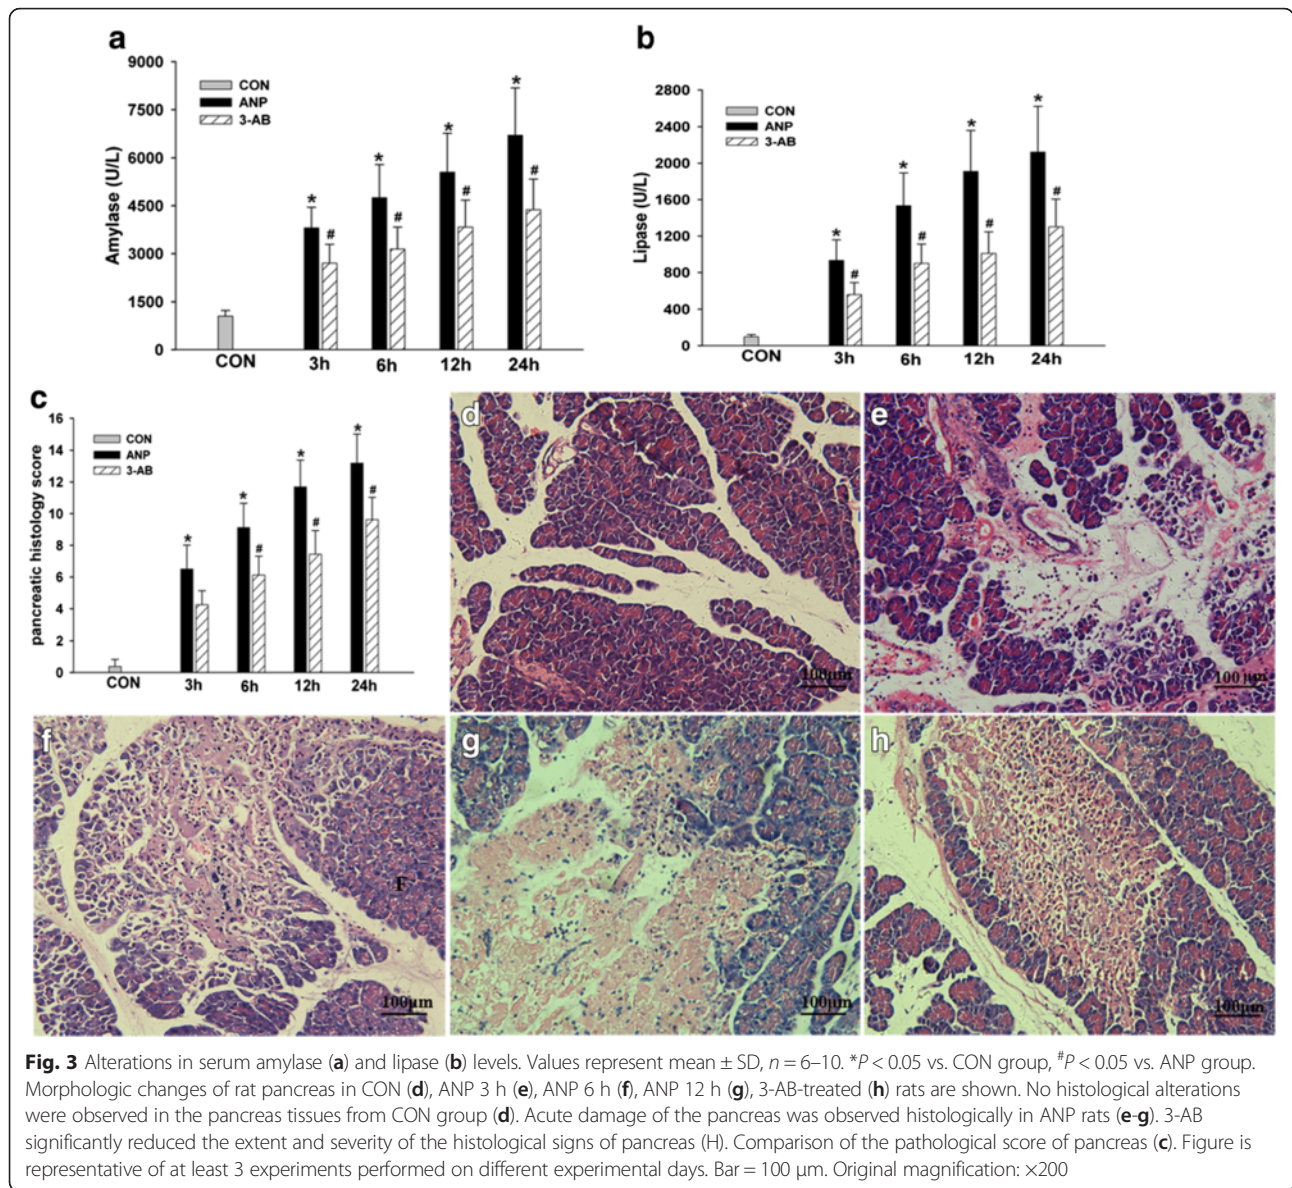 a
9000
7500
6000
4500
3000
1500
0
Amylase (U/L)
CON
ANP
3-AB
* * * *
# # # #
CON 3h 6h 12h 24h
b
2800
2400
2000
1600
1200
800
400
0
Lipase (U/L)
CON
ANP
3-AB
* * * *
# # # #
CON 3h 6h 12h 24h
c
16
14
12
10
8
6
4
2
0
pancreatic histology score
CON
ANP
3-AB
* * * *
# # #
CON 3h 6h 12h 24h
d
100μm
e
100 μm
f
F
100μm
g
100μm
h
100μm
Fig. 3 Alterations in serum amylase (a) and lipase (b) levels. Values represent mean ± SD, n = 6–10. *P < 0.05 vs. CON group, #P < 0.05 vs. ANP group.
Morphologic changes of rat pancreas in CON (d), ANP 3 h (e), ANP 6 h (f), ANP 12 h (g), 3-AB-treated (h) rats are shown. No histological alterations
were observed in the pancreas tissues from CON group (d). Acute damage of the pancreas was observed histologically in ANP rats (e-g). 3-AB
significantly reduced the extent and severity of the histological signs of pancreas (H). Comparison of the pathological score of pancreas (c). Figure is
representative of at least 3 experiments performed on different experimental days. Bar = 100 μm. Original magnification: ×200